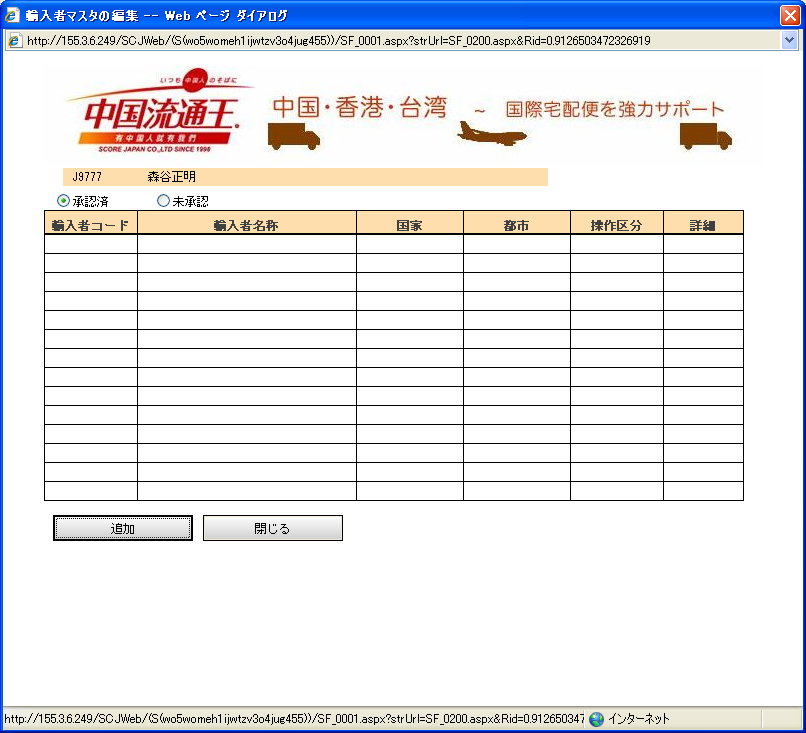 輸入者マスタの編集 -- Web ページ ダイアログ
http://155.3.6.249/SCJWeb/(S(wo5womeh1ijwtzv3o4jug455))/SF_0001.aspx?strUrl=SF_0200.aspx&Rid=0.9126503472326919
いつも中国人のそばに
中国流通王.
有中国人就有我們
SCORE JAPAN CO.,LTD SINCE 1998
中国・香港・台湾 ~ 国際宅配便を強力サポート
J9777 森谷正明
承認済 未承認
輸入者コード 輸入者名称 国家 都市 操作区分 詳細
追加 閉じる
http://155.3.6.249/SCJWeb/(S(wo5womeh1ijwtzv3o4jug455))/SF_0001.aspx?strUrl=SF_0200.aspx&Rid=0.912650347 インターネット